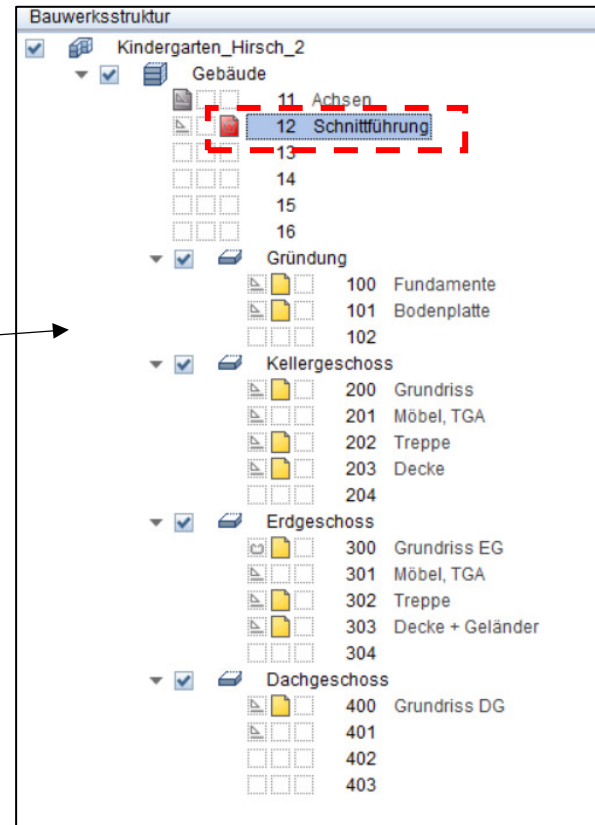 Bauwerksstruktur
Kindergarten_Hirsch_2
Gebäude
11 Achsen
12 Schnittführung
13
14
15
16
Gründung
100 Fundamente
101 Bodenplatte
102
Kellergeschoss
200 Grundriss
201 Möbel, TGA
202 Treppe
203 Decke
204
Erdgeschoss
300 Grundriss EG
301 Möbel, TGA
302 Treppe
303 Decke + Geländer
304
Dachgeschoss
400 Grundriss DG
401
402
403